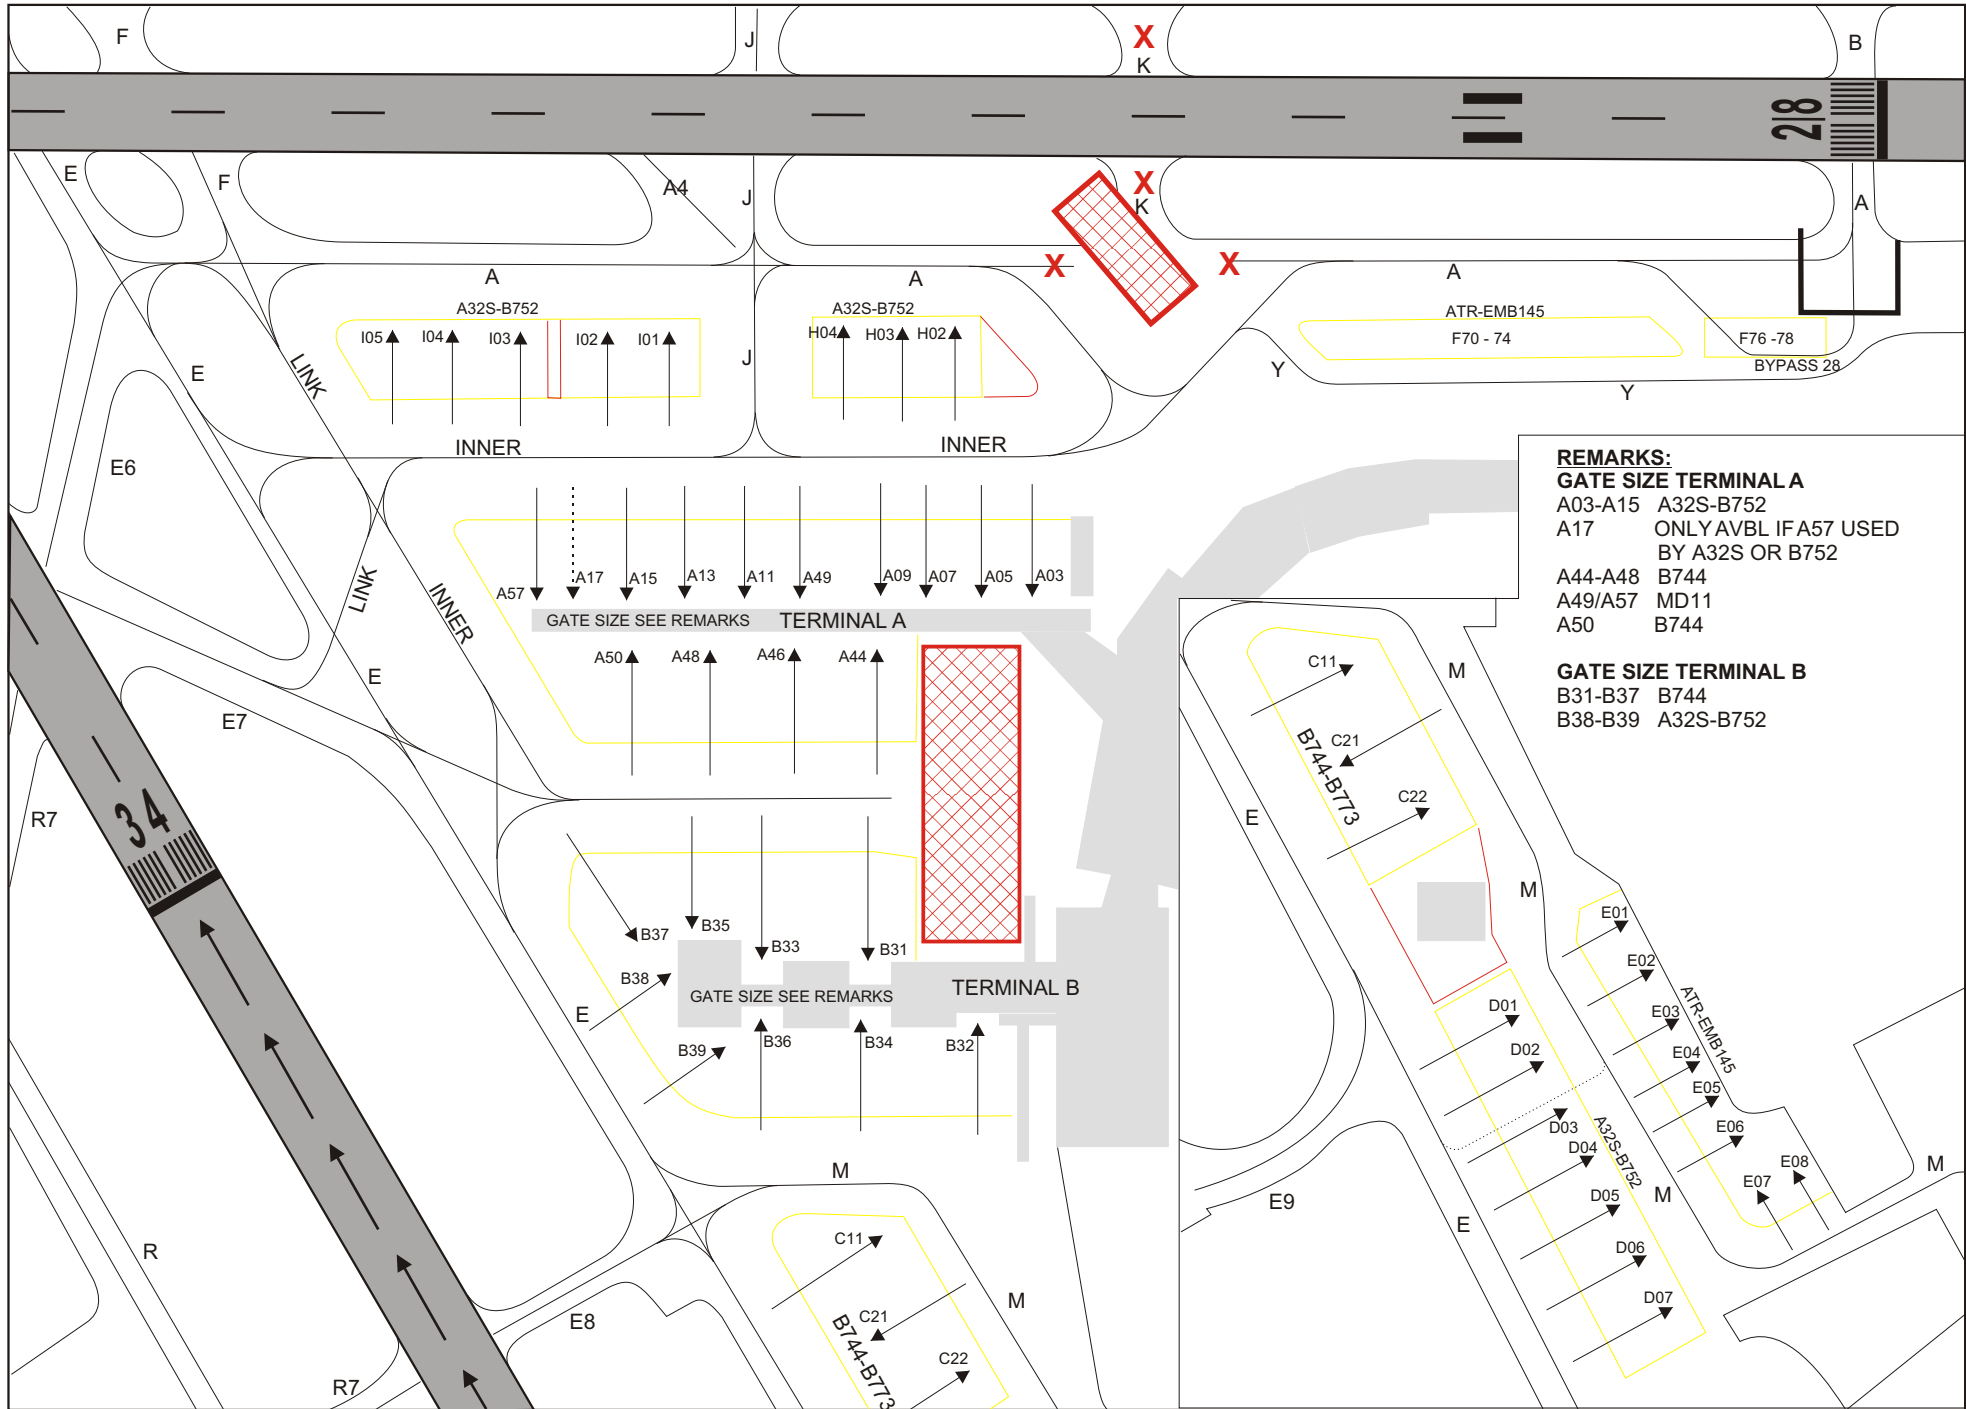 F
J
X
K
B
28
E
F
A4
J
X
K
A
X
X
A
A
A
A32S-B752
A32S-B752
ATR-EMB145
I05
I04
I03
I02
I01
H04
H03
H02
F70 - 74
F76 -78
BYPASS 28
J
E
LINK
Y
Y
INNER
INNER
E6
REMARKS:
GATE SIZE TERMINAL A
A03-A15 A32S-B752
A17 ONLY AVBL IF A57 USED
BY A32S OR B752
A44-A48 B744
A49/A57 MD11
A50 B744
GATE SIZE TERMINAL B
B31-B37 B744
B38-B39 A32S-B752
LINK
INNER
A57
A17
A15
A13
A11
A49
A09
A07
A05
A03
GATE SIZE SEE REMARKS
TERMINAL A
A50
A48
A46
A44
E
E7
R7
34
B37
B35
B33
B31
B38
GATE SIZE SEE REMARKS
TERMINAL B
E
B39
B36
B34
B32
M
R
E8
R7
C11
C21
B744-B773
C22
M
C11
M
C21
B744-B773
C22
E
M
E01
E02
E03
E04
E05
E06
E07
E08
ATR-EMB145
D01
D02
D03
D04
D05
D06
D07
A32S-B752
M
M
E9
E